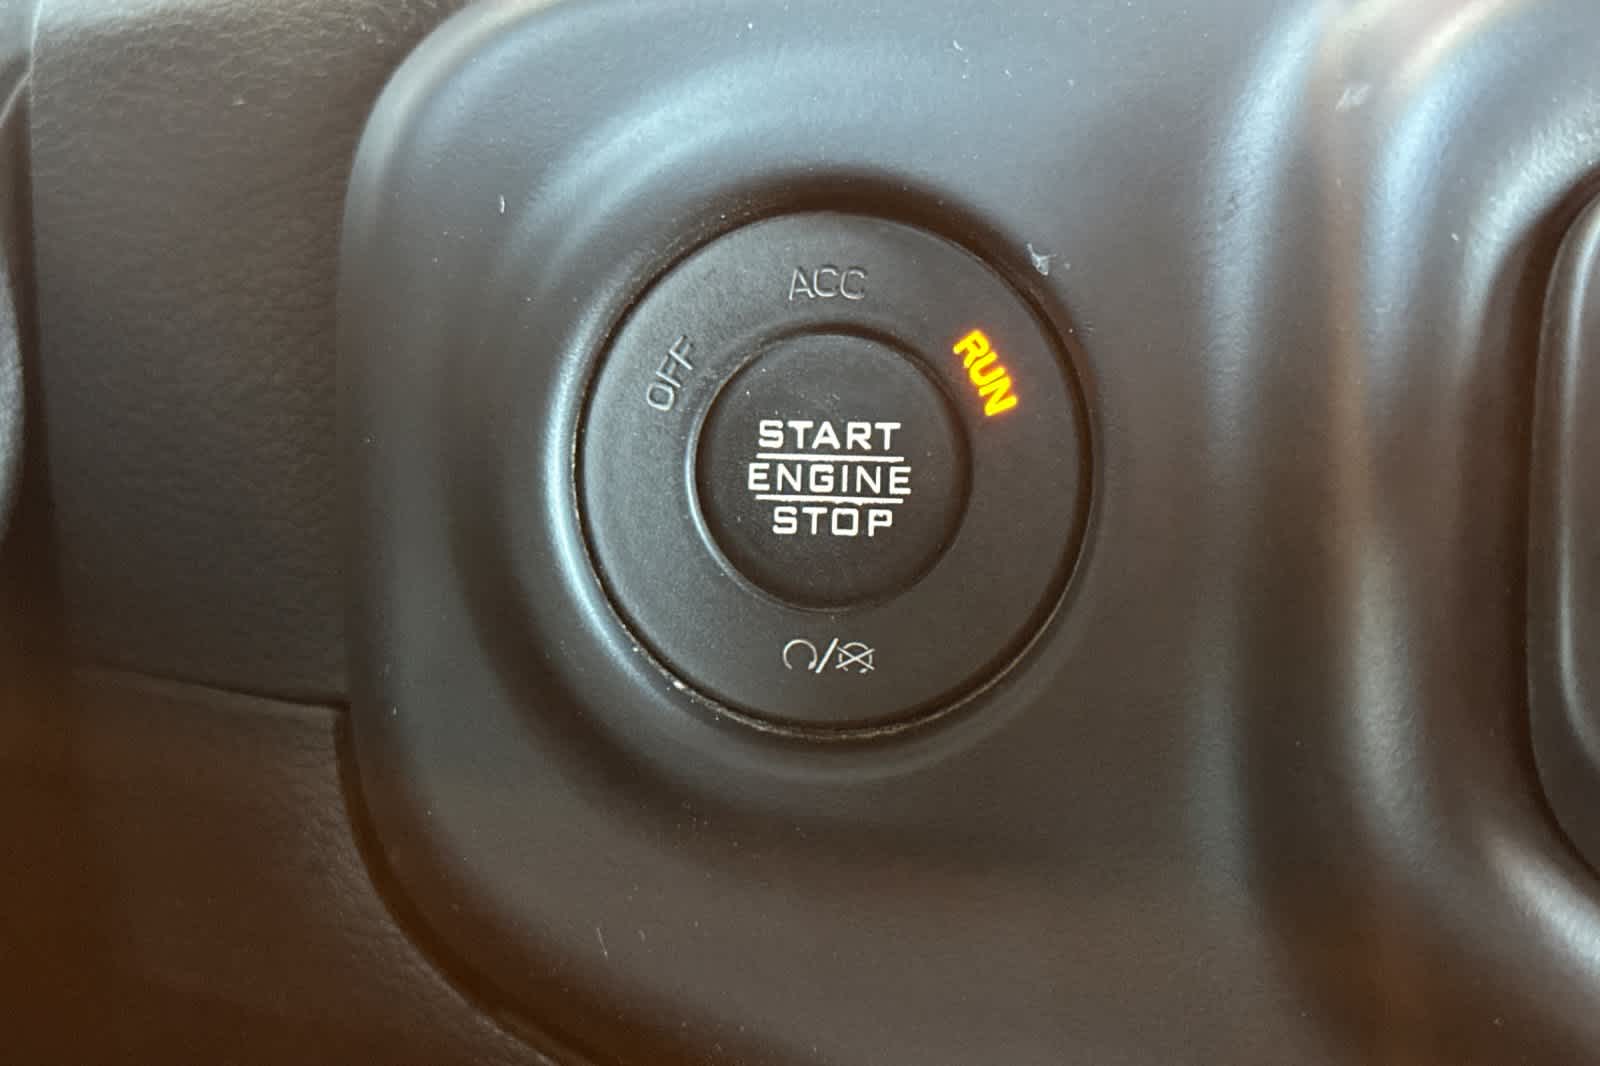 ACC
OFF
RUN
START
ENGINE
STOP